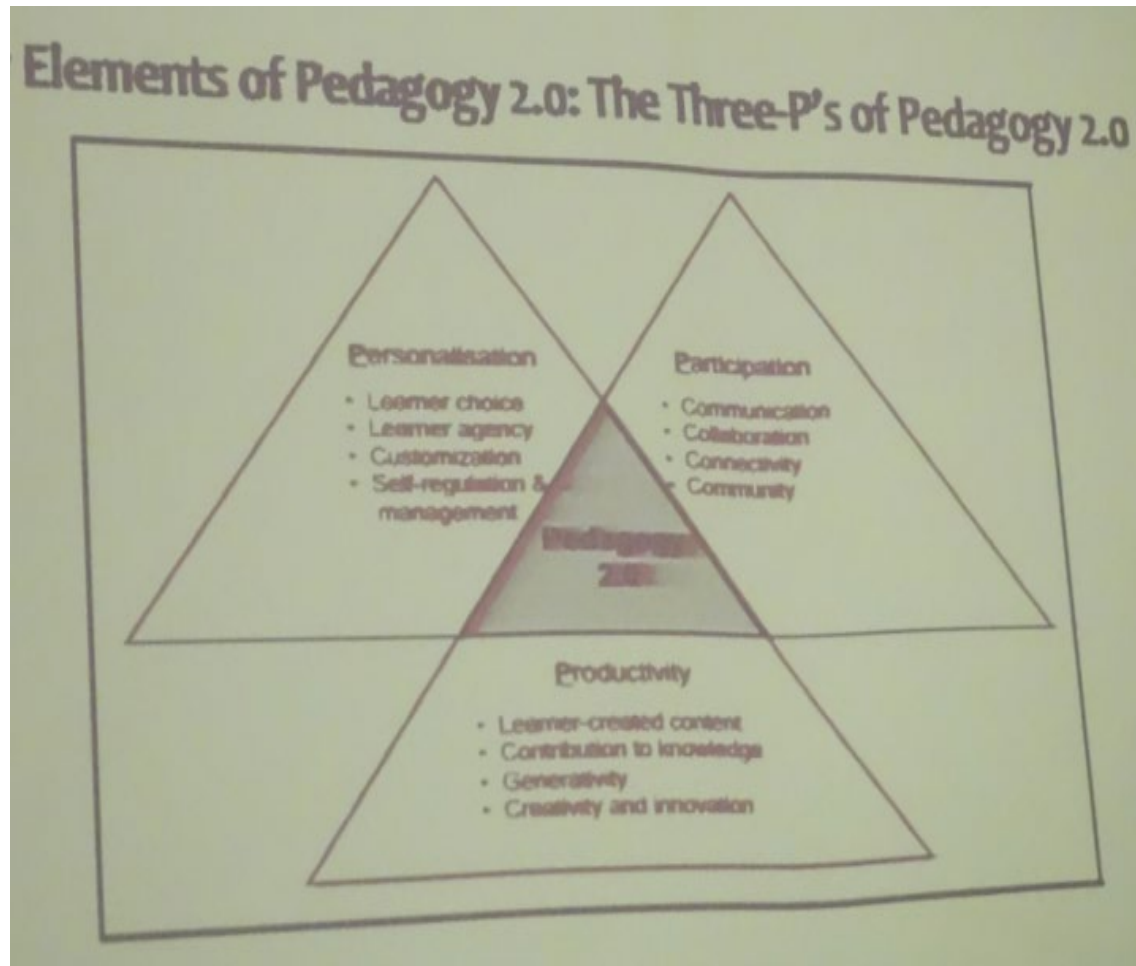 Elements of Pedagogy 2.0: The Three-P's of Pedagogy 2.0
Personalisation
• Learner choice
• Learner agency
• Customization
• Self-regulation &
management
Participation
• Communication
• Collaboration
• Connectivity
• Community
Pedagogy
2.0
Productivity
• Learner-created content
• Contribution to knowledge
• Generativity
• Creativity and innovation